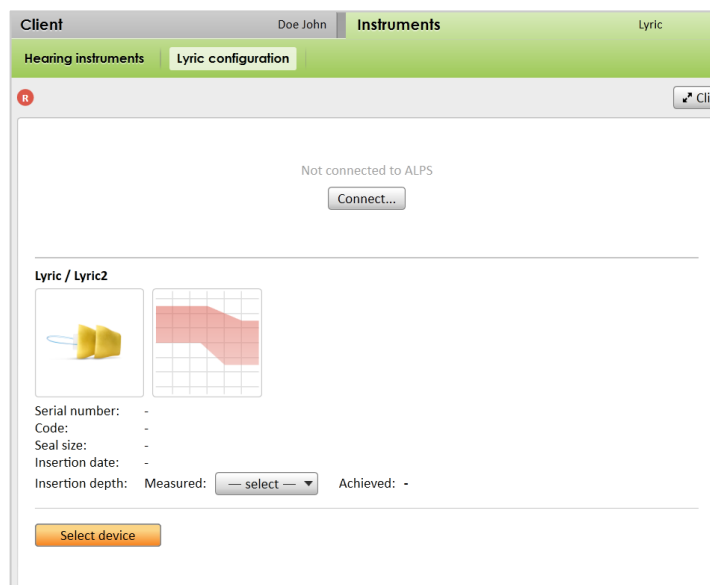 Client Doe John Instruments Lyric
Hearing instruments Lyric configuration
R Cli
Not connected to ALPS
Connect...
Lyric / Lyric2
Serial number: -
Code: -
Seal size: -
Insertion date: -
Insertion depth: Measured: — select — Achieved: -
Select device